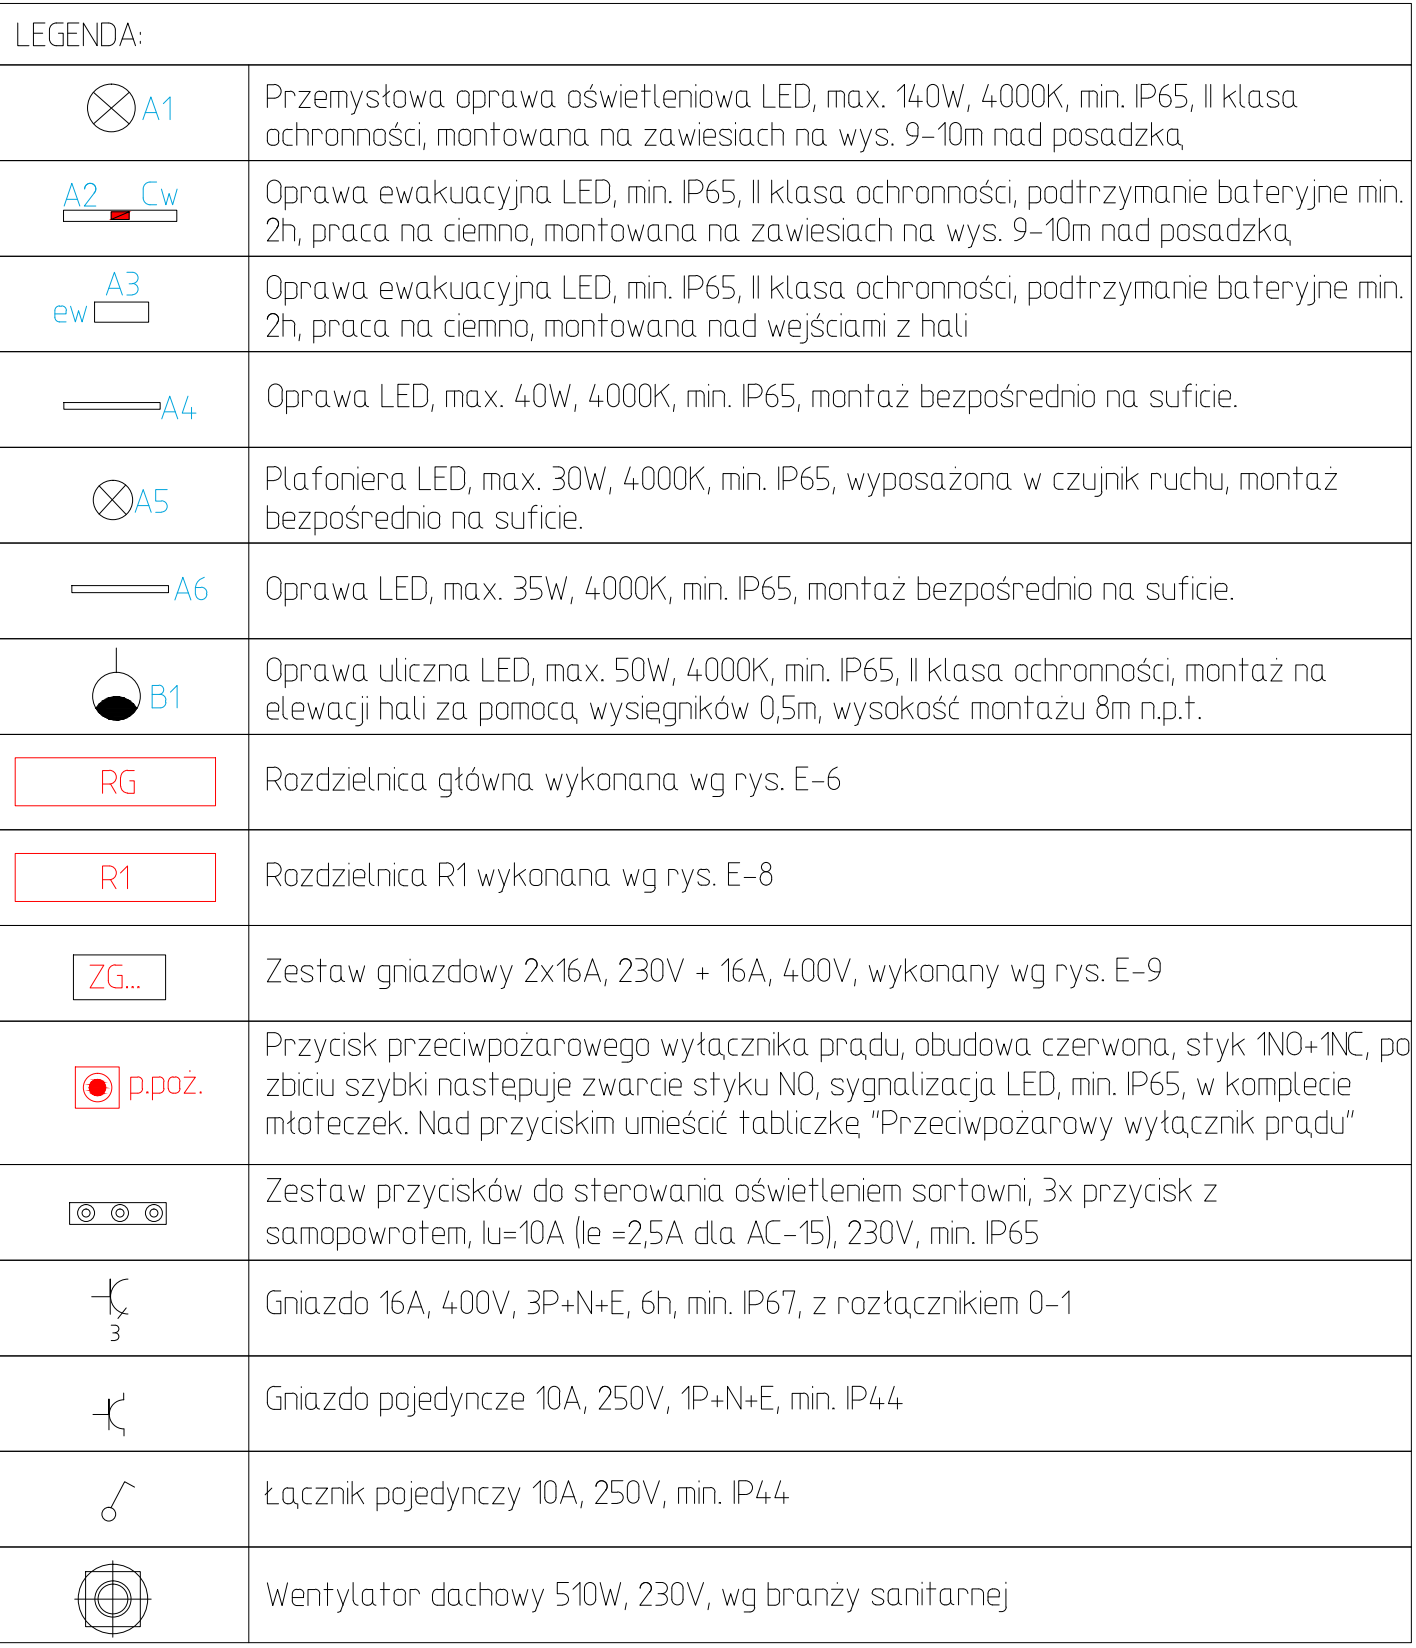 LEGENDA:
A1
Przemysłowa oprawa oświetleniowa LED, max. 140W, 4000K, min. IP65, II klasa
ochronności, montowana na zawiesiach na wys. 9-10m nad posadzką
A2 Cw
Oprawa ewakuacyjna LED, min. IP65, II klasa ochronności, podtrzymanie bateryjne min.
2h, praca na ciemno, montowana na zawiesiach na wys. 9-10m nad posadzką
A3
ew
Oprawa ewakuacyjna LED, min. IP65, II klasa ochronności, podtrzymanie bateryjne min.
2h, praca na ciemno, montowana nad wejściami z hali
A4
Oprawa LED, max. 40W, 4000K, min. IP65, montaż bezpośrednio na suficie.
A5
Plafoniera LED, max. 30W, 4000K, min. IP65, wyposażona w czujnik ruchu, montaż
bezpośrednio na suficie.
A6
Oprawa LED, max. 35W, 4000K, min. IP65, montaż bezpośrednio na suficie.
B1
Oprawa uliczna LED, max. 50W, 4000K, min. IP65, II klasa ochronności, montaż na
elewacji hali za pomocą wysięgników 0,5m, wysokość montażu 8m n.p.t.
RG
Rozdzielnica główna wykonana wg rys. E-6
R1
Rozdzielnica R1 wykonana wg rys. E-8
ZG...
Zestaw gniazdowy 2x16A, 230V + 16A, 400V, wykonany wg rys. E-9
p.poż.
Przycisk przeciwpożarowego wyłącznika prądu, obudowa czerwona, styk 1NO+1NC, po
zbiciu szybki następuje zwarcie styku NO, sygnalizacja LED, min. IP65, w komplecie
młoteczek. Nad przyciskim umieścić tabliczkę "Przeciwpożarowy wyłącznik prądu"
Zestaw przycisków do sterowania oświetleniem sortowni, 3x przycisk z
samopowrotem, Iu=10A (Ie =2,5A dla AC-15), 230V, min. IP65
3
Gniazdo 16A, 400V, 3P+N+E, 6h, min. IP67, z rozłącznikiem 0-1
Gniazdo pojedyncze 10A, 250V, 1P+N+E, min. IP44
Łącznik pojedynczy 10A, 250V, min. IP44
Wentylator dachowy 510W, 230V, wg branży sanitarnej